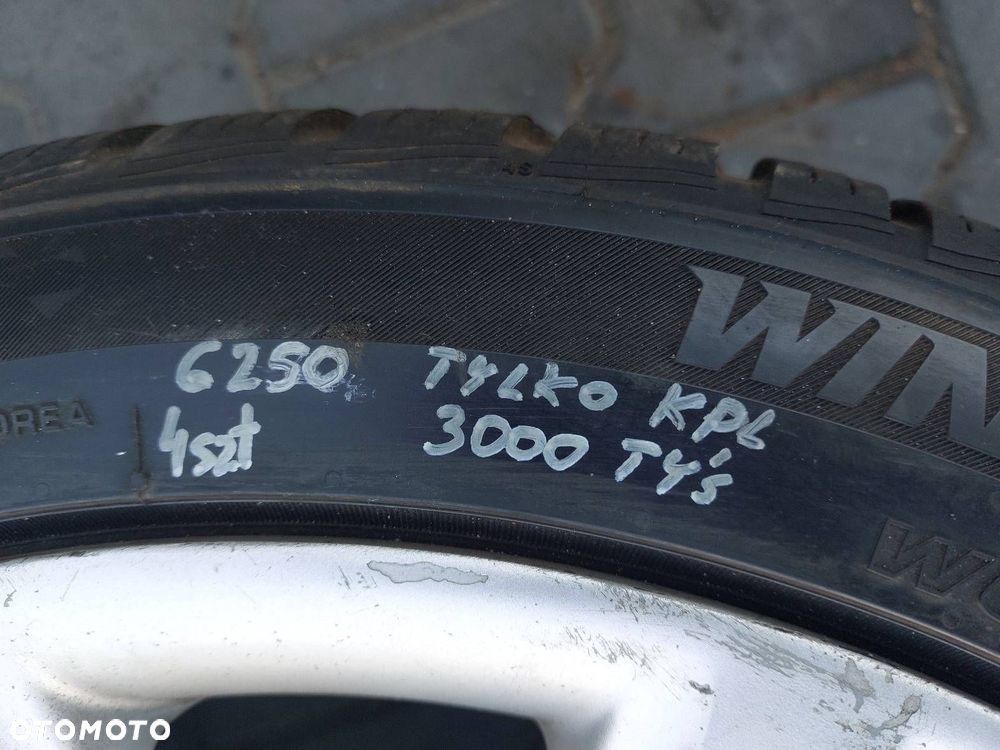 WIN
6250 TYLKO KPL
OREA
4szt 3000 TYŚ
OTOMOTO